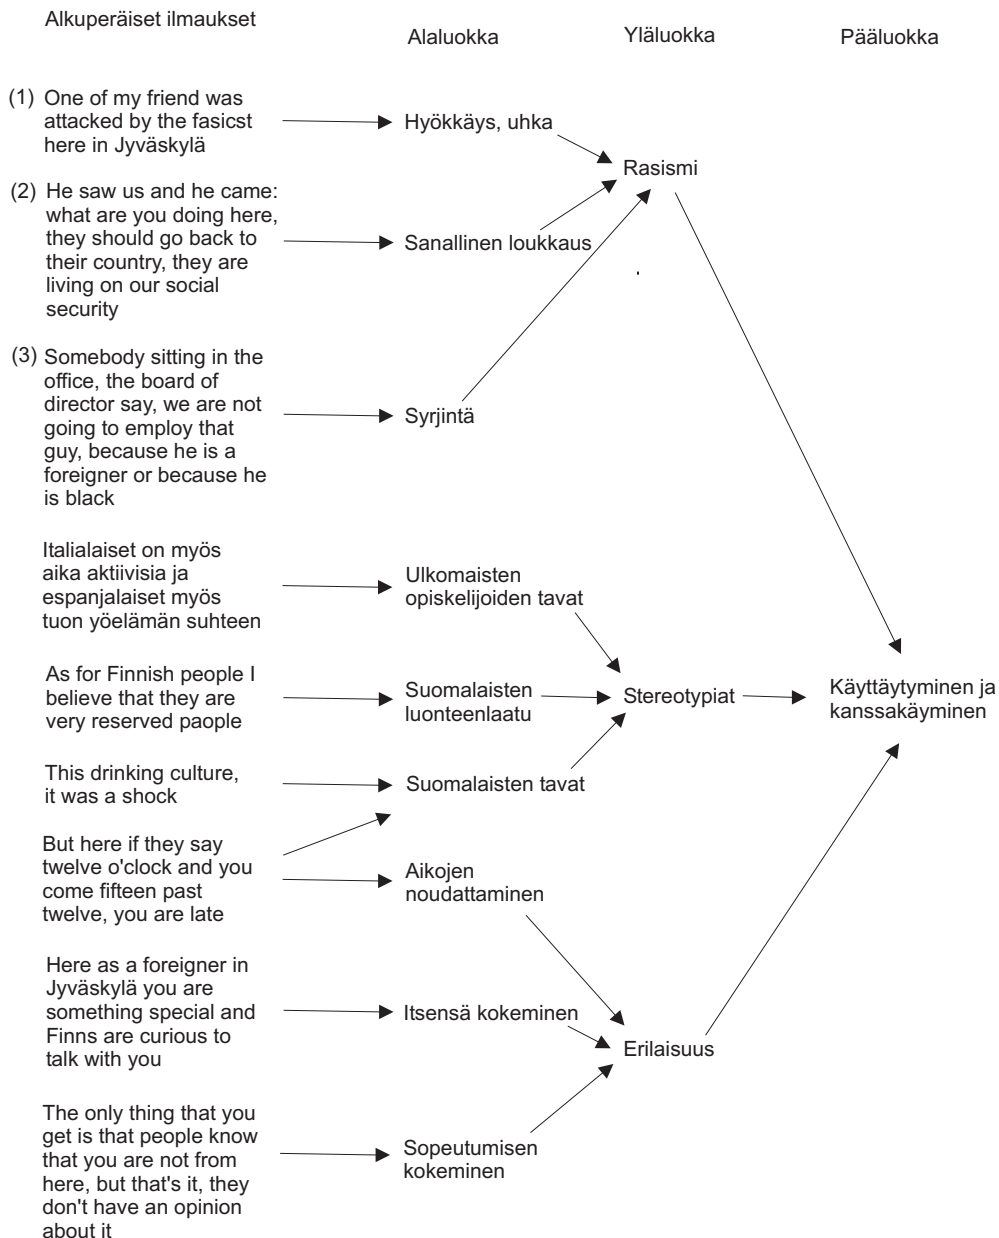 Alkuperäiset ilmaukset
Alaluokka
Yläluokka
Pääluokka
(1) One of my friend was
attacked by the fasicst
here in Jyväskylä
Hyökkäys, uhka
Rasismi
(2) He saw us and he came:
what are you doing here,
they should go back to
their country, they are
living on our social
security
Sanallinen loukkaus
(3) Somebody sitting in the
office, the board of
director say, we are not
going to employ that
guy, because he is a
foreigner or because he
is black
Syrjintä
Italialaiset on myös
aika aktiivisia ja
espanjalaiset myös
tuon yöelämän suhteen
Ulkomaisten
opiskelijoiden tavat
As for Finnish people I
believe that they are
very reserved paople
Suomalaisten
luonteenlaatu
Stereotypiat
Käyttäytyminen ja
kanssakäyminen
This drinking culture,
it was a shock
Suomalaisten tavat
But here if they say
twelve o'clock and you
come fifteen past
twelve, you are late
Aikojen
noudattaminen
Here as a foreigner in
Jyväskylä you are
something special and
Finns are curious to
talk with you
Itsensä kokeminen
Erilaisuus
The only thing that you
get is that people know
that you are not from
here, but that's it, they
don't have an opinion
about it
Sopeutumisen
kokeminen